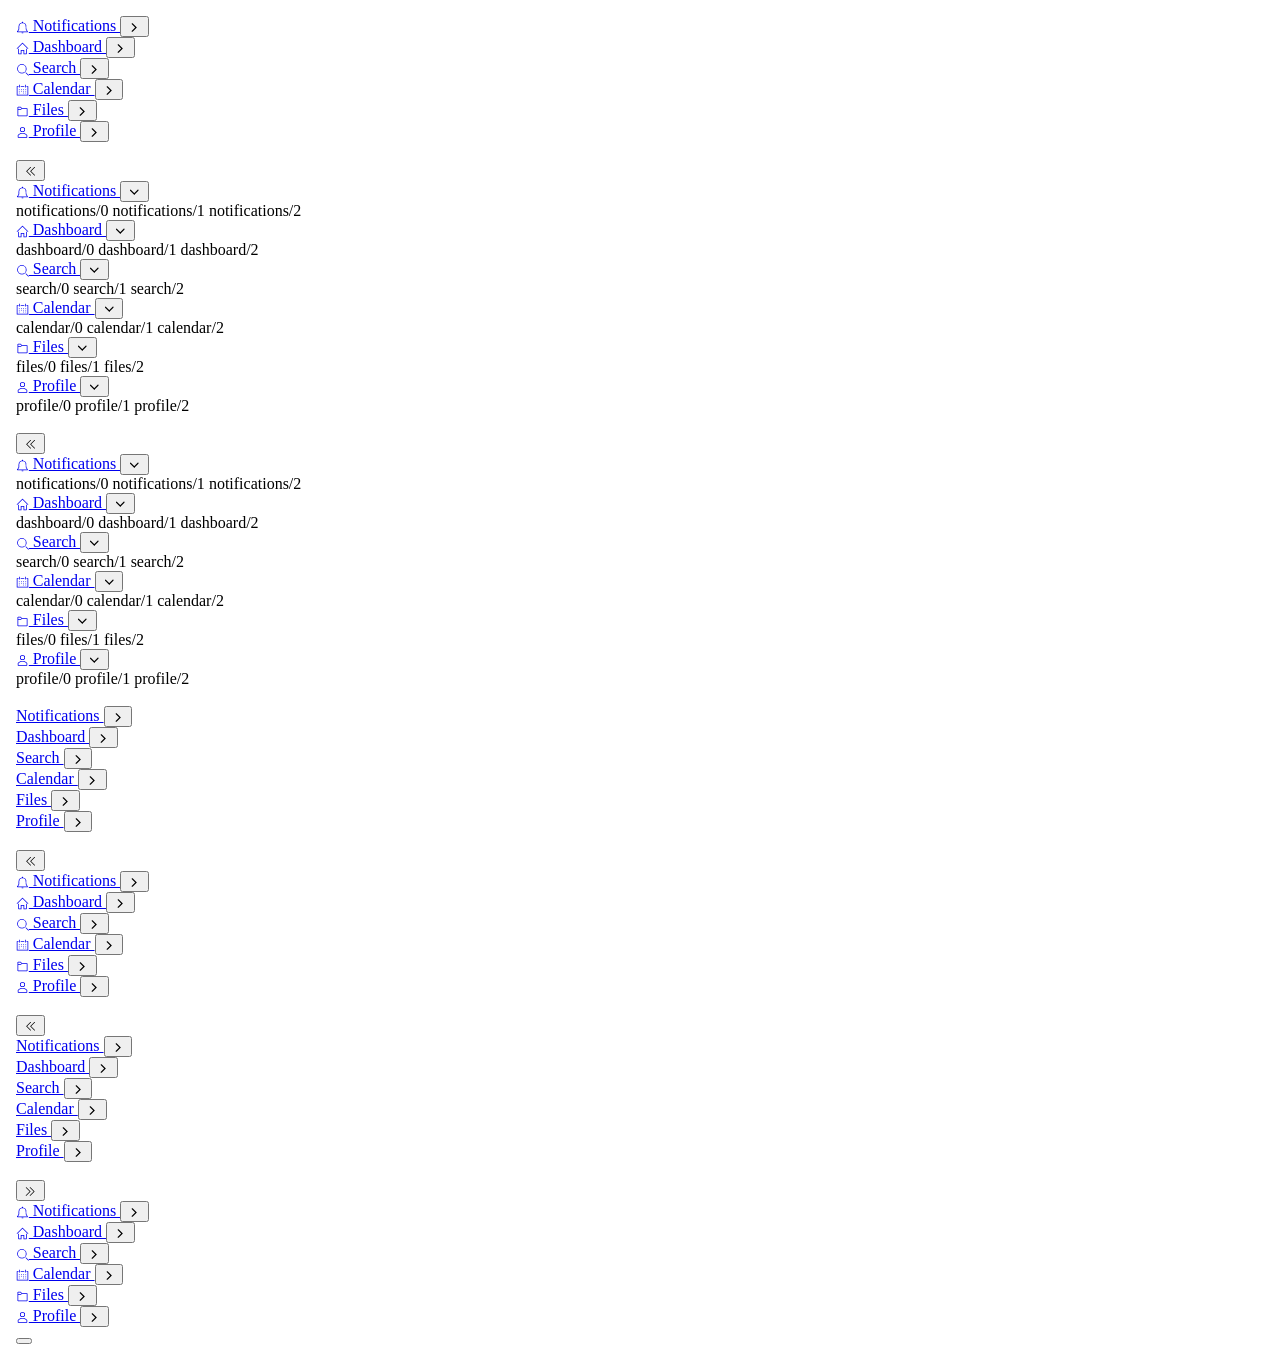 Notifications
Dashboard
Search
Calendar
Files
Profile
Notifications
notifications/0 notifications/1 notifications/2
Dashboard
dashboard/0 dashboard/1 dashboard/2
Search
search/0 search/1 search/2
Calendar
calendar/0 calendar/1 calendar/2
Files
files/0 files/1 files/2
Profile
profile/0 profile/1 profile/2
Notifications
notifications/0 notifications/1 notifications/2
Dashboard
dashboard/0 dashboard/1 dashboard/2
Search
search/0 search/1 search/2
Calendar
calendar/0 calendar/1 calendar/2
Files
files/0 files/1 files/2
Profile
profile/0 profile/1 profile/2
Notifications
Dashboard
Search
Calendar
Files
Profile
Notifications
Dashboard
Search
Calendar
Files
Profile
Notifications
Dashboard
Search
Calendar
Files
Profile
Notifications
Dashboard
Search
Calendar
Files
Profile